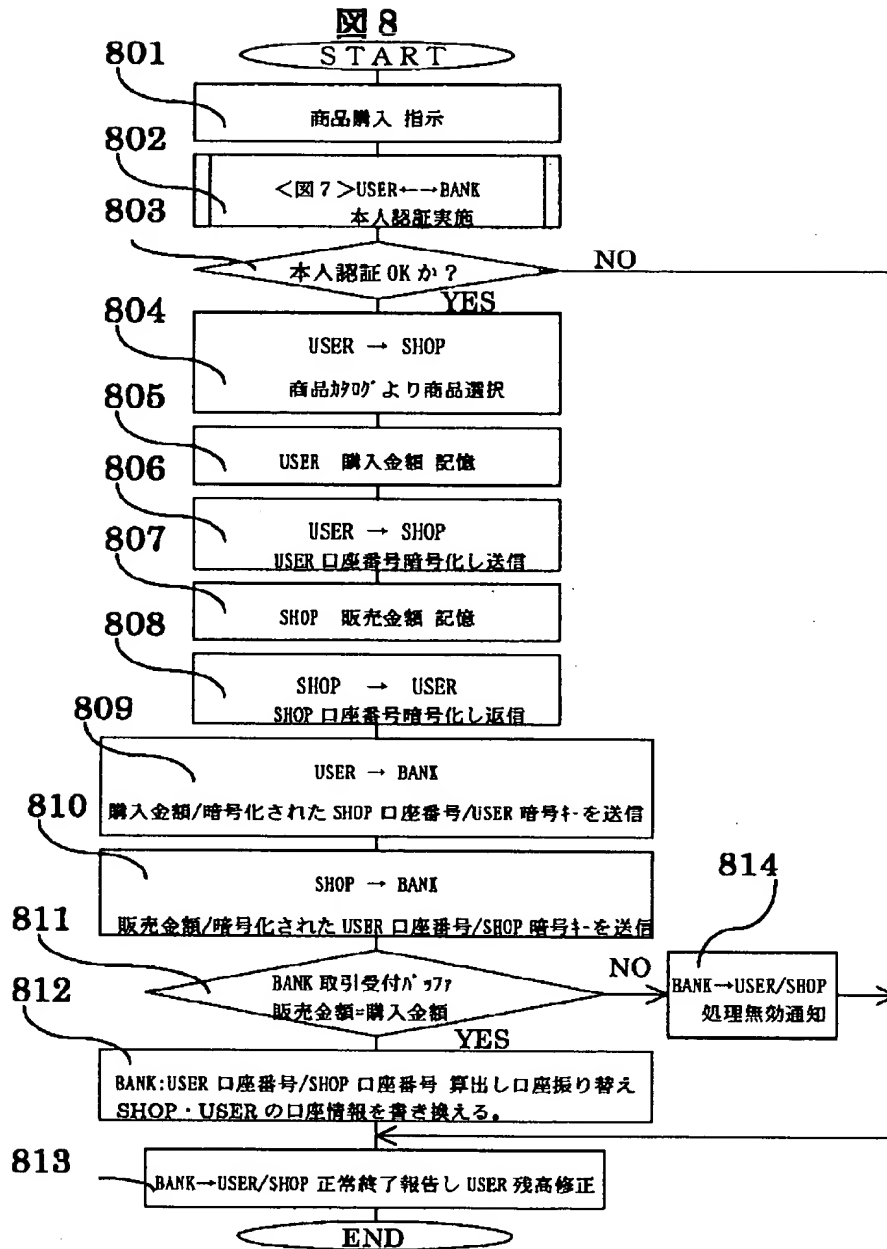 図8
801
START
商品購入 指示
802
<図7>USER←→BANK
本人認証実施
803
本人認証OKか?
NO
YES
804
USER → SHOP
商品カタログより商品選択
805
USER 購入金額 記憶
806
USER → SHOP
USER 口座番号暗号化し送信
807
SHOP 販売金額 記憶
808
SHOP → USER
SHOP 口座番号暗号化し返信
809
USER → BANK
購入金額/暗号化された SHOP 口座番号/USER 暗号キーを送信
810
SHOP → BANK
販売金額/暗号化された USER 口座番号/SHOP 暗号キーを送信
811
BANK 取引受付バッファ
販売金額=購入金額
NO
YES
814
BANK→USER/SHOP
処理無効通知
812
BANK:USER 口座番号/SHOP 口座番号 算出し口座振り替え
SHOP・USER の口座情報を書き換える。
813
BANK→USER/SHOP 正常終了報告し USER 残高修正
END